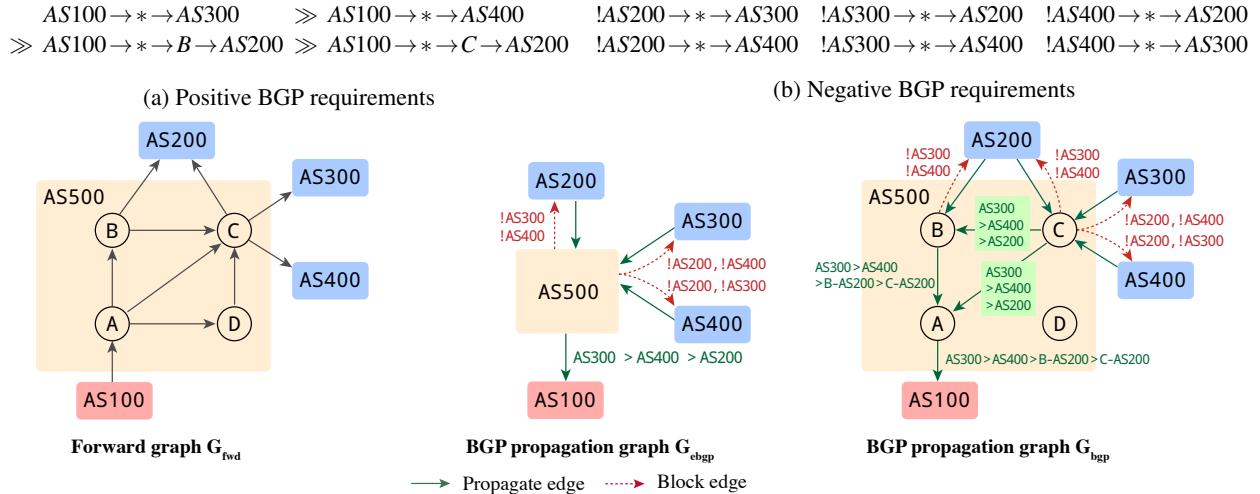 AS100→*→AS300 ≫ AS100→*→AS400 !AS200→*→AS300 !AS300→*→AS200 !AS400→*→AS200
≫ AS100→*→B→AS200 ≫ AS100→*→C→AS200 !AS200→*→AS400 !AS300→*→AS400 !AS400→*→AS300
(a) Positive BGP requirements
(b) Negative BGP requirements
AS200
AS300
AS500
B
C
AS400
A
D
AS100
Forward graph G_fwd
AS200
!AS300
!AS400
AS300
!AS200,!AS400
!AS200,!AS300
AS500
AS400
AS300 > AS400 > AS200
AS100
BGP propagation graph G_ebgp
AS200
!AS300
!AS400
!AS300
!AS400
AS300
AS500
AS300
>AS400
>AS200
B
C
!AS200,!AS400
!AS200,!AS300
AS300>AS400
>B-AS200>C-AS200
AS300
>AS400
>AS200
AS400
A
D
AS300>AS400>B-AS200>C-AS200
AS100
BGP propagation graph G_bgp
Propagate edge
Block edge